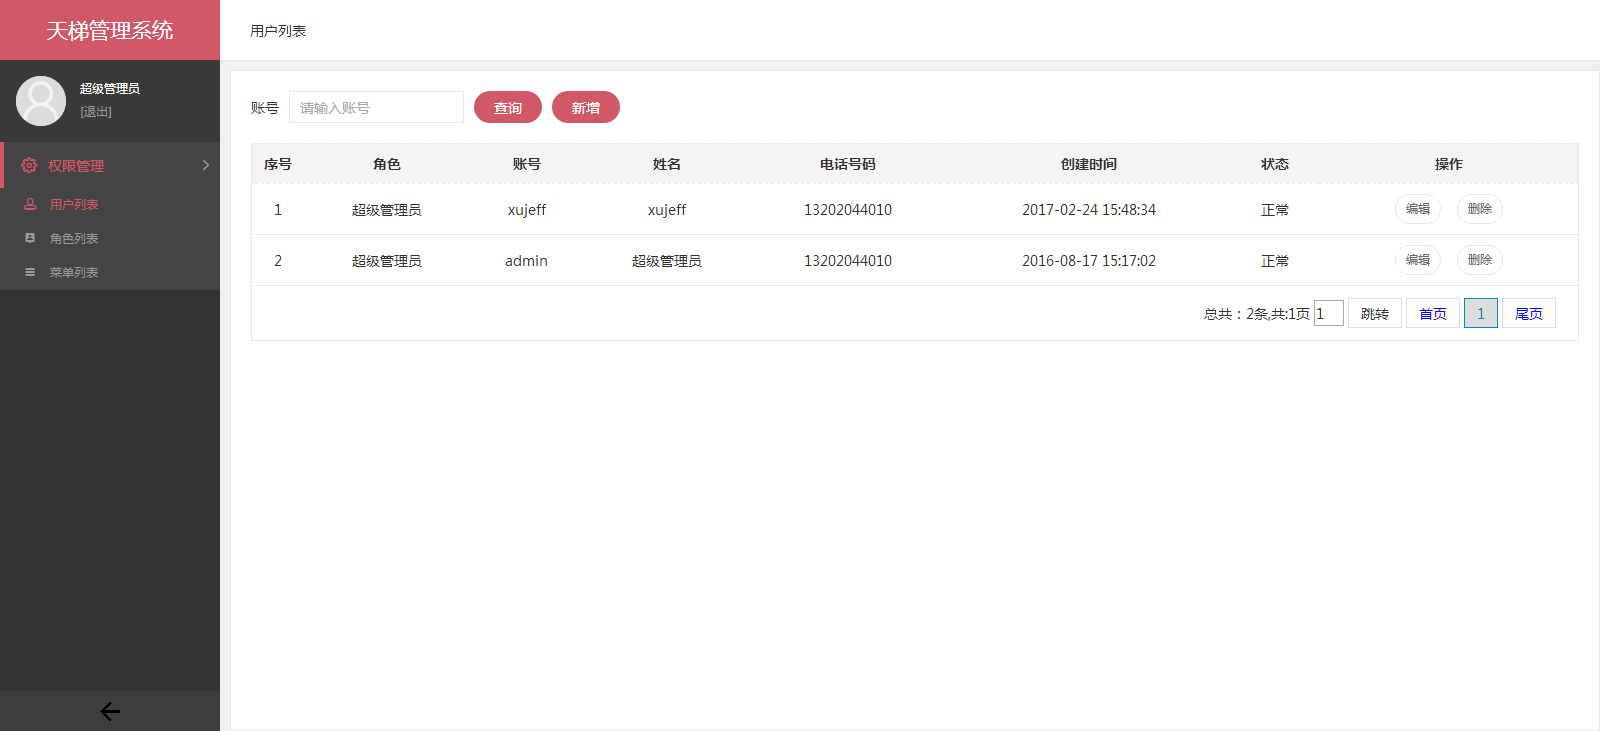 天梯管理系统
用户列表
超级管理员
[退出]
权限管理
用户列表
角色列表
菜单列表
账号 请输入账号 查询 新增
序号 角色 账号 姓名 电话号码 创建时间 状态 操作
1 超级管理员 xujeff xujeff 13202044010 2017-02-24 15:48:34 正常 编辑 删除
2 超级管理员 admin 超级管理员 13202044010 2016-08-17 15:17:02 正常 编辑 删除
总共：2条,共:1页 1 跳转 首页 1 尾页